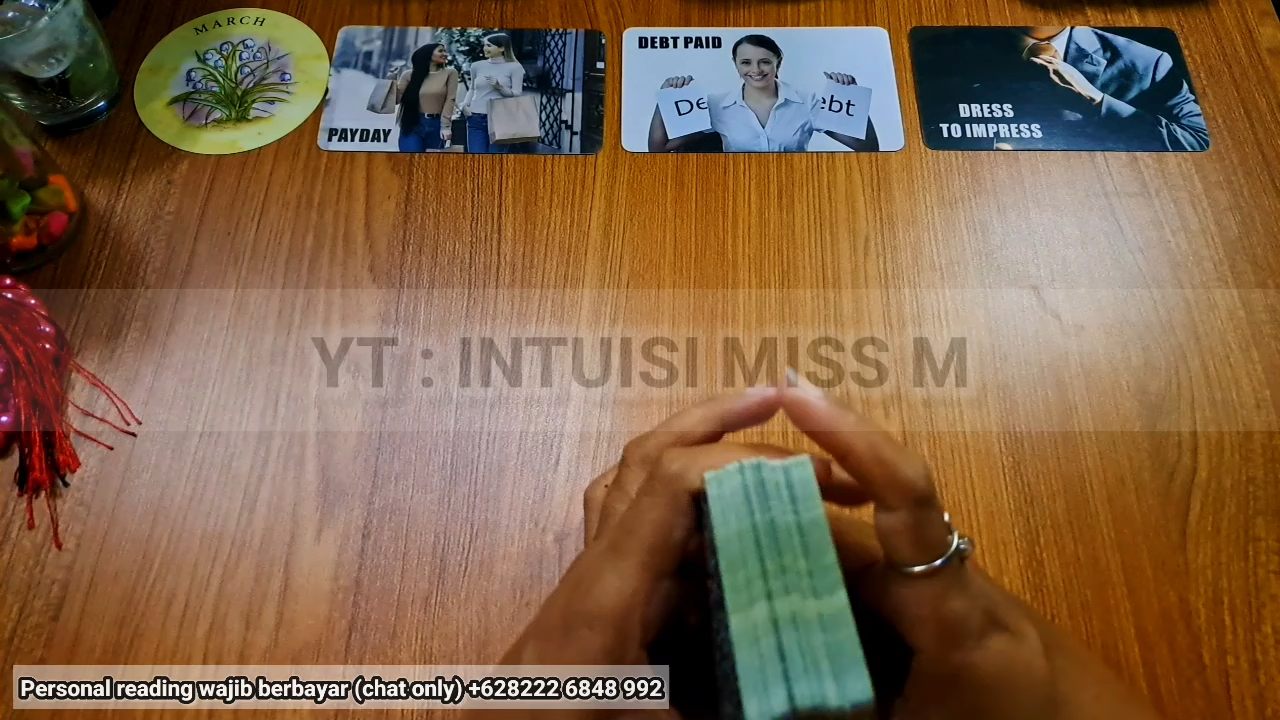 MARCH
PAYDAY
DEBT PAID
De
ebt
DRESS
TO IMPRESS
YT : INTUISI MISS M
Personal reading wajib berbayar (chat only) +628222 6848 992